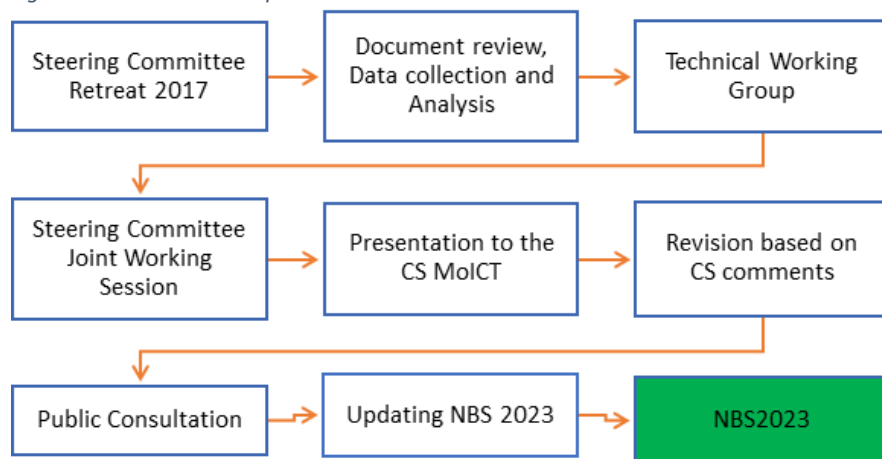 Steering Committee
Retreat 2017
Document review,
Data collection and
Analysis
Technical Working
Group
Steering Committee
Joint Working
Session
Presentation to the
CS MoICT
Revision based on
CS comments
Public Consultation
Updating NBS 2023
NBS2023